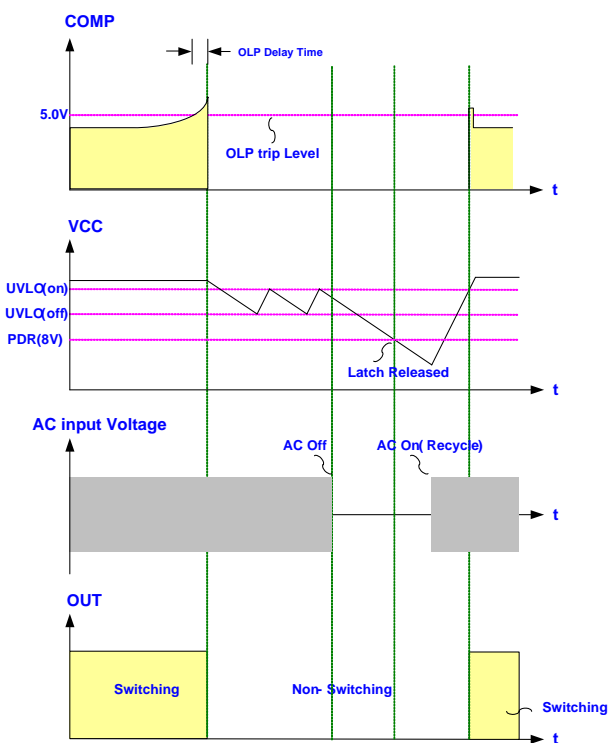 COMP
OLP Delay Time
5.0V
OLP trip Level
t
VCC
UVLO(on)
UVLO(off)
PDR(8V)
Latch Released
t
AC input Voltage
AC Off
AC On( Recycle)
t
OUT
Switching
Non- Switching
Switching
t